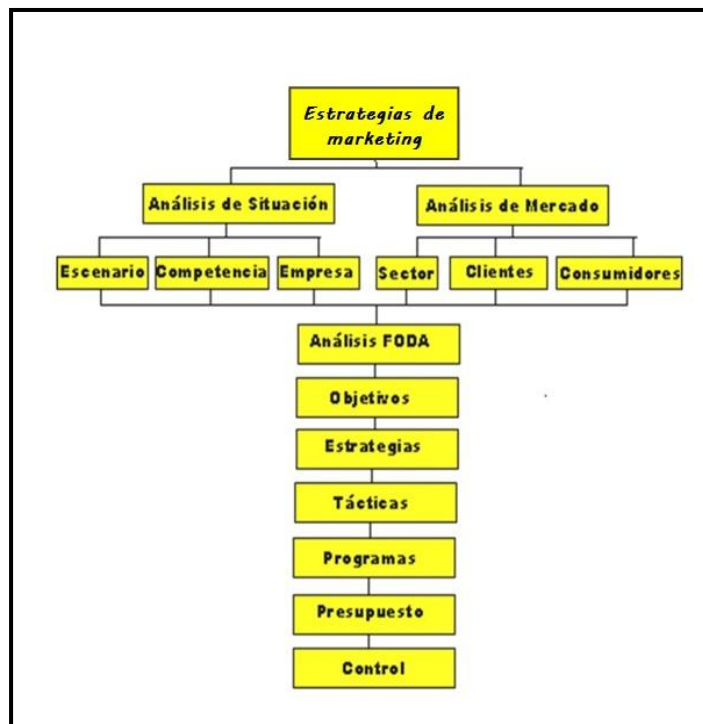 Estrategias de
marketing
Análisis de Situación
Análisis de Mercado
Escenario
Competencia
Empresa
Sector
Clientes
Consumidores
Análisis FODA
Objetivos
Estrategias
Tácticas
Programas
Presupuesto
Control